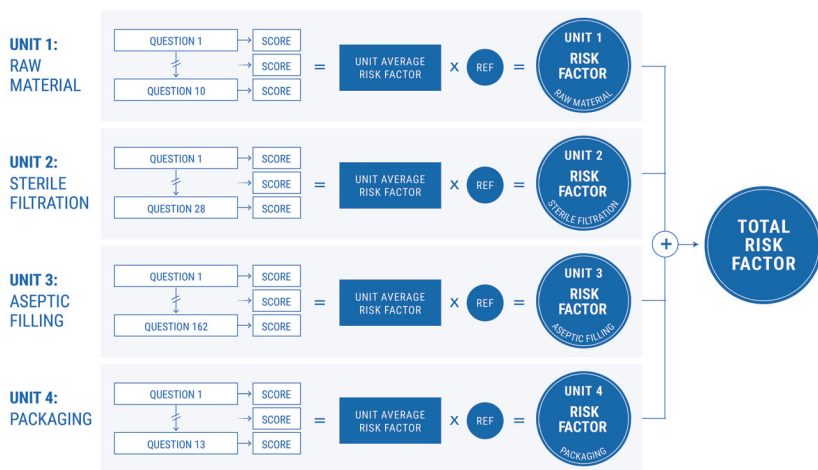 UNIT 1:
RAW
MATERIAL
QUESTION 1
SCORE
SCORE
QUESTION 10
SCORE
=
UNIT AVERAGE
RISK FACTOR
X
REF
=
UNIT 1
RISK
FACTOR
RAW MATERIAL
UNIT 2:
STERILE
FILTRATION
QUESTION 1
SCORE
SCORE
QUESTION 28
SCORE
=
UNIT AVERAGE
RISK FACTOR
X
REF
=
UNIT 2
RISK
FACTOR
STERILE FILTRATION
UNIT 3:
ASEPTIC
FILLING
QUESTION 1
SCORE
SCORE
QUESTION 162
SCORE
=
UNIT AVERAGE
RISK FACTOR
X
REF
=
UNIT 3
RISK
FACTOR
ASEPTIC FILLING
UNIT 4:
PACKAGING
QUESTION 1
SCORE
SCORE
QUESTION 13
SCORE
=
UNIT AVERAGE
RISK FACTOR
X
REF
=
UNIT 4
RISK
FACTOR
PACKAGING
+
TOTAL
RISK
FACTOR